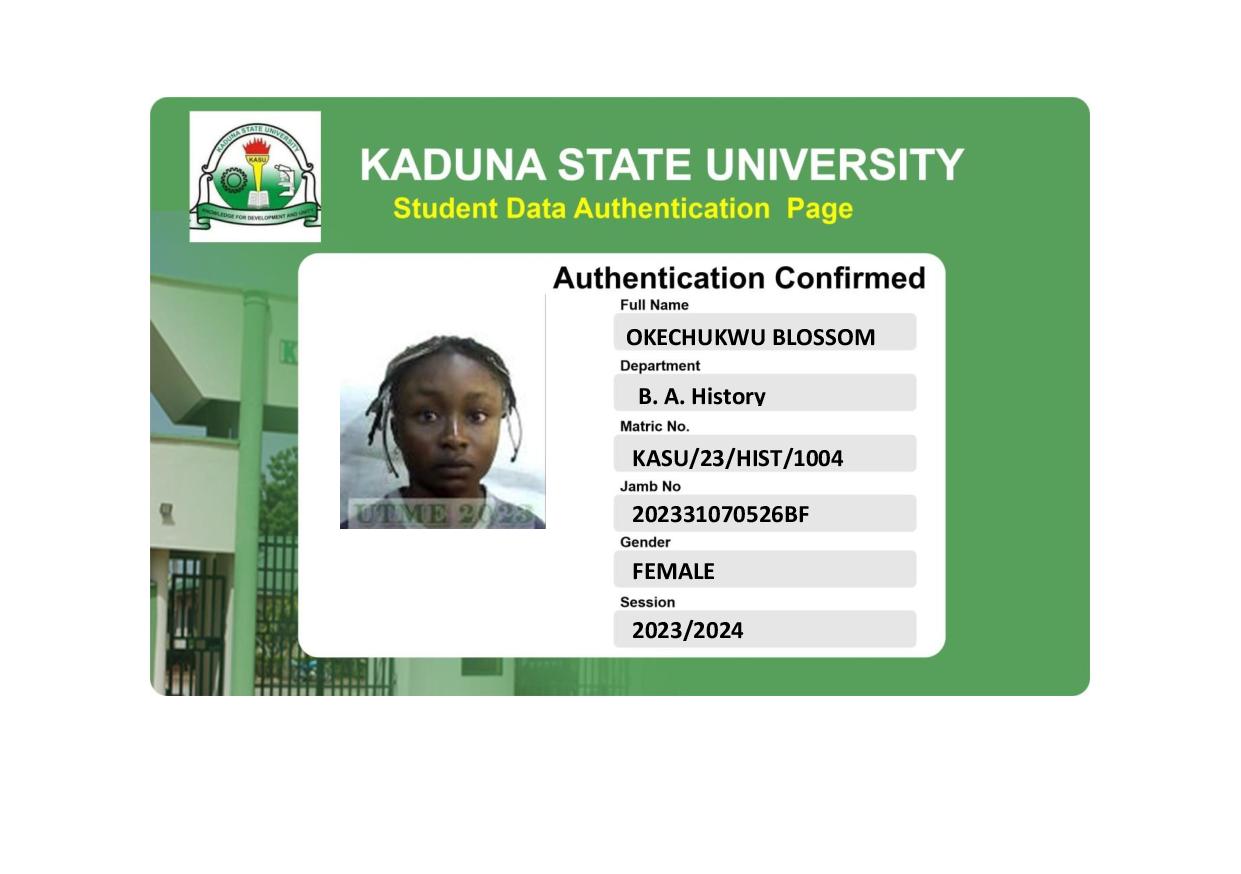 KADUNA STATE UNIVERSITY
KASU
KNOWLEDGE FOR DEVELOPMENT AND UNITY
KADUNA STATE UNIVERSITY
Student Data Authentication Page
Authentication Confirmed
Full Name
OKECHUKWU BLOSSOM
Department
B. A. History
Matric No.
KASU/23/HIST/1004
Jamb No
202331070526BF
Gender
FEMALE
Session
2023/2024
UTME 2023
K